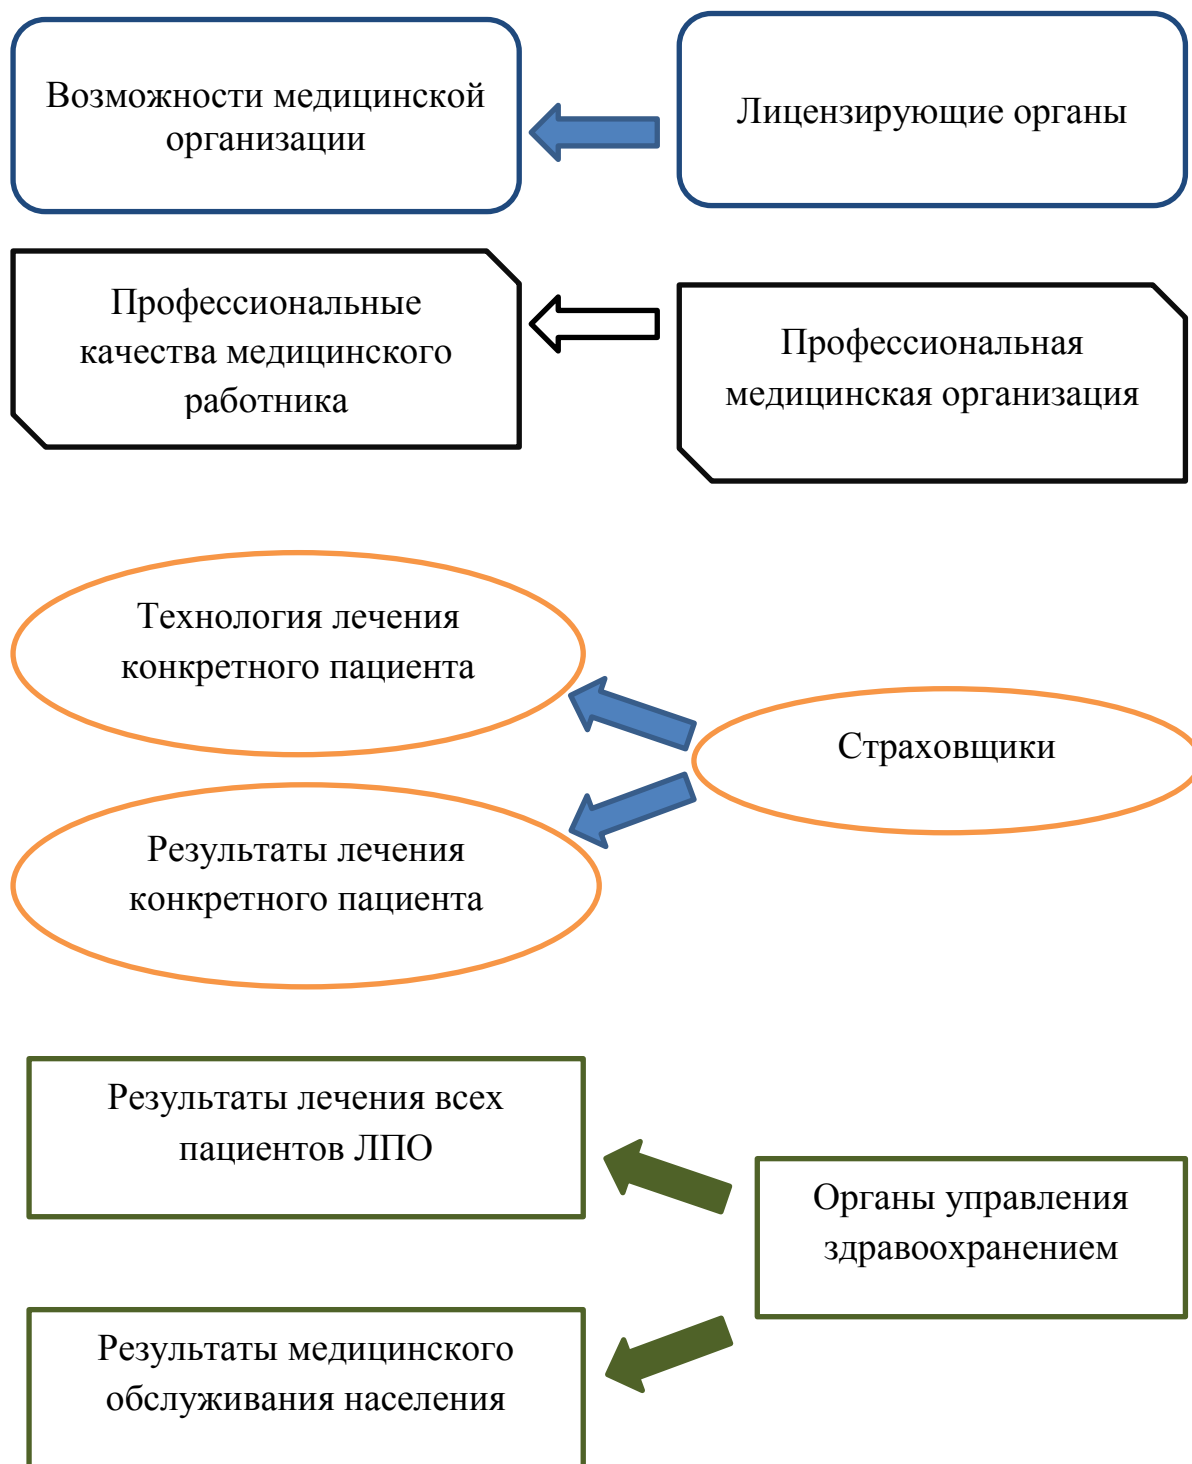 Возможности медицинской
организации
Лицензирующие органы
Профессиональные
качества медицинского
работника
Профессиональная
медицинская организация
Технология лечения
конкретного пациента
Страховщики
Результаты лечения
конкретного пациента
Результаты лечения всех
пациентов ЛПО
Органы управления
здравоохранением
Результаты медицинского
обслуживания населения